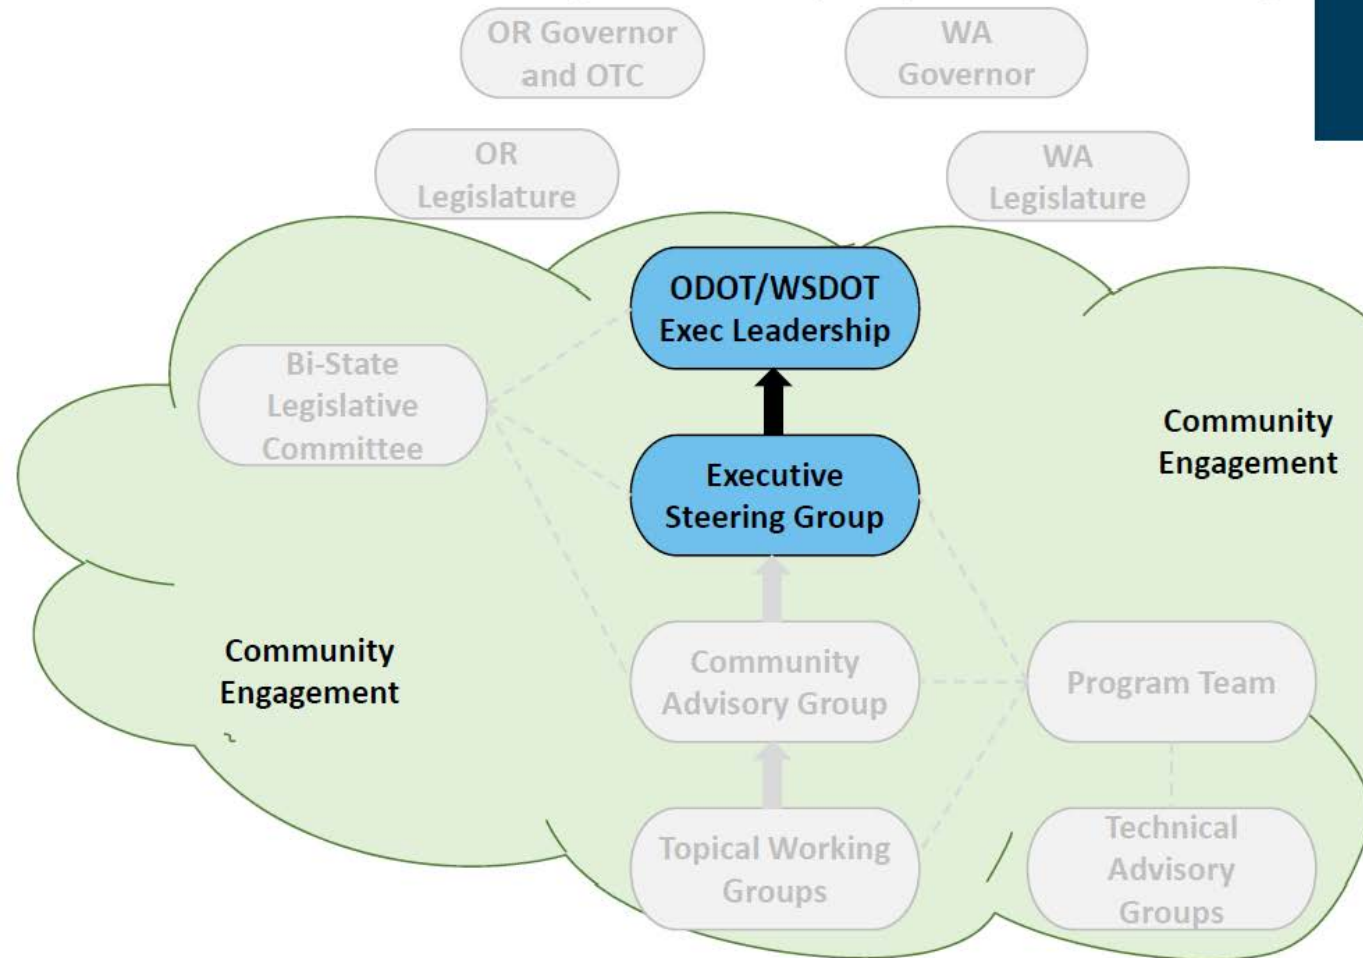 OR Governor
and OTC
WA
Governor
OR
Legislature
WA
Legislature
ODOT/WSDOT
Exec Leadership
Bi-State
Legislative
Committee
Community
Engagement
Executive
Steering Group
Community
Engagement
Community
Advisory Group
Program Team
Topical Working
Groups
Technical
Advisory
Groups